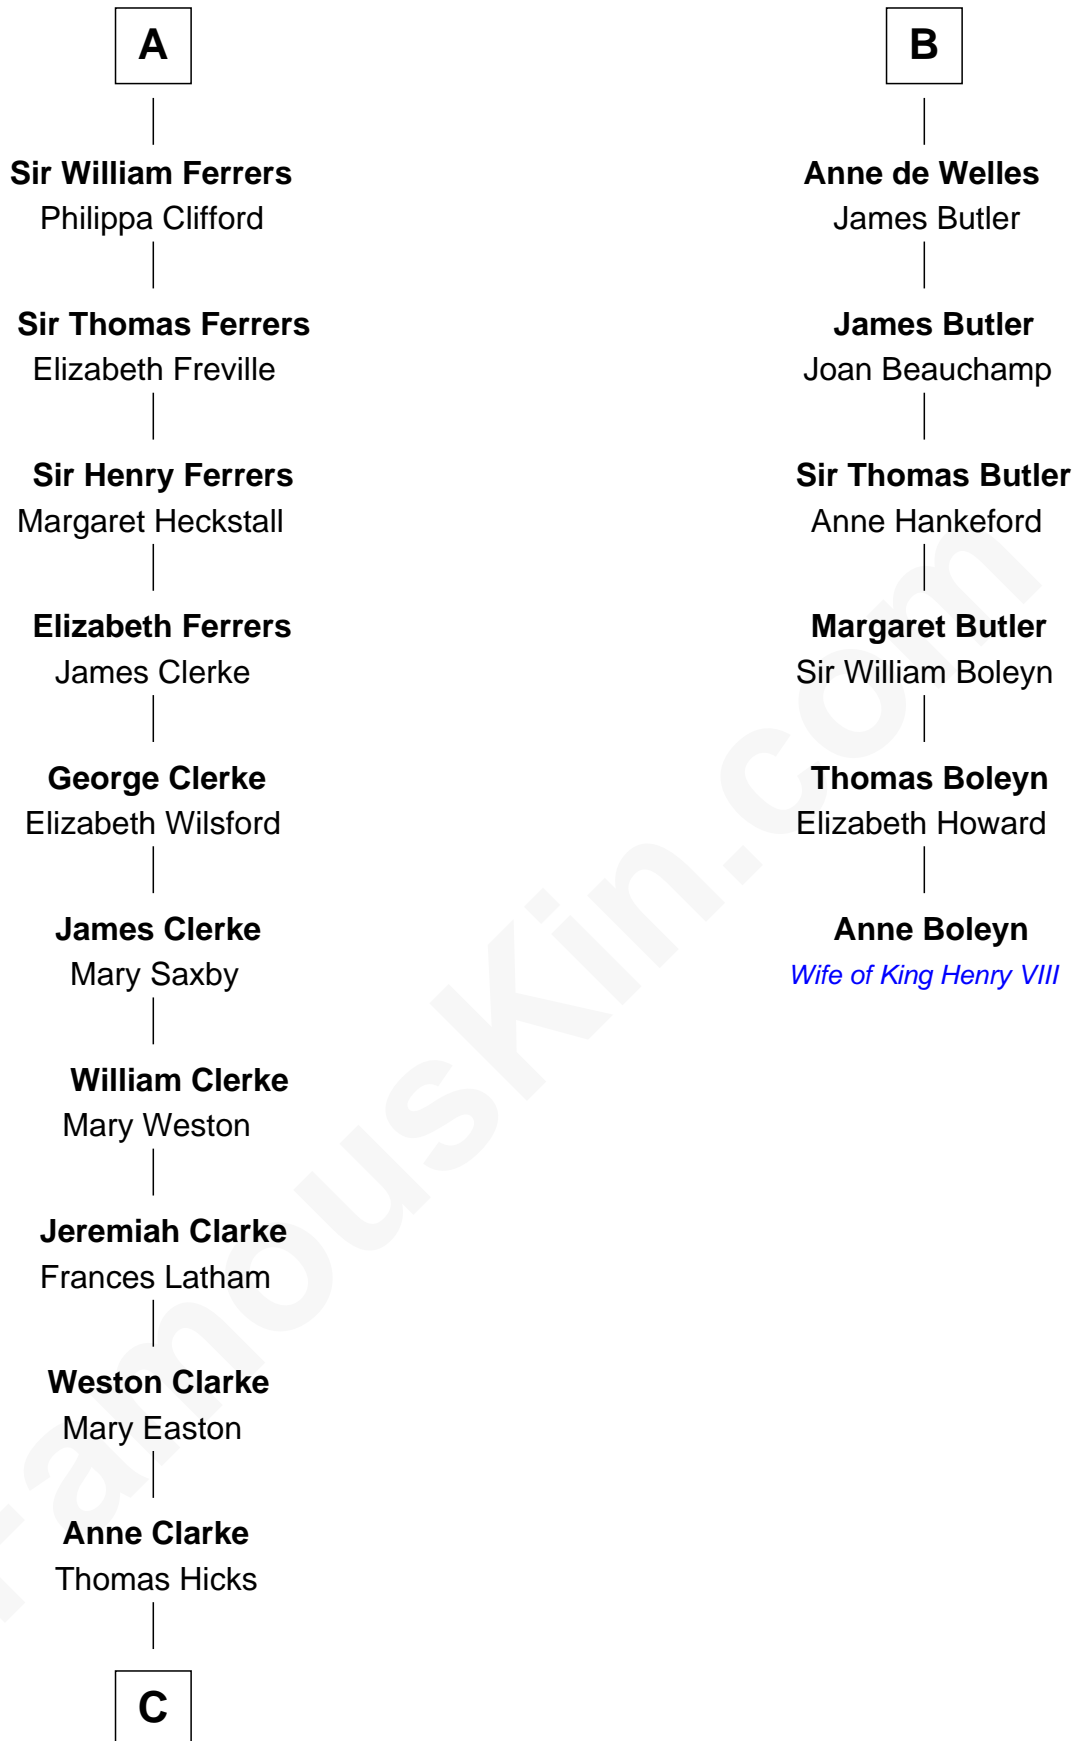 A
Sir William Ferrers
Philippa Clifford
Sir Thomas Ferrers
Elizabeth Freville
Sir Henry Ferrers
Margaret Heckstall
Elizabeth Ferrers
James Clerke
George Clerke
Elizabeth Wilsford
James Clerke
Mary Saxby
William Clerke
Mary Weston
Jeremiah Clarke
Frances Latham
Weston Clarke
Mary Easton
Anne Clarke
Thomas Hicks
C
B
Anne de Welles
James Butler
James Butler
Joan Beauchamp
Sir Thomas Butler
Anne Hankeford
Margaret Butler
Sir William Boleyn
Thomas Boleyn
Elizabeth Howard
Anne Boleyn
Wife of King Henry VIII
FamousKin.com